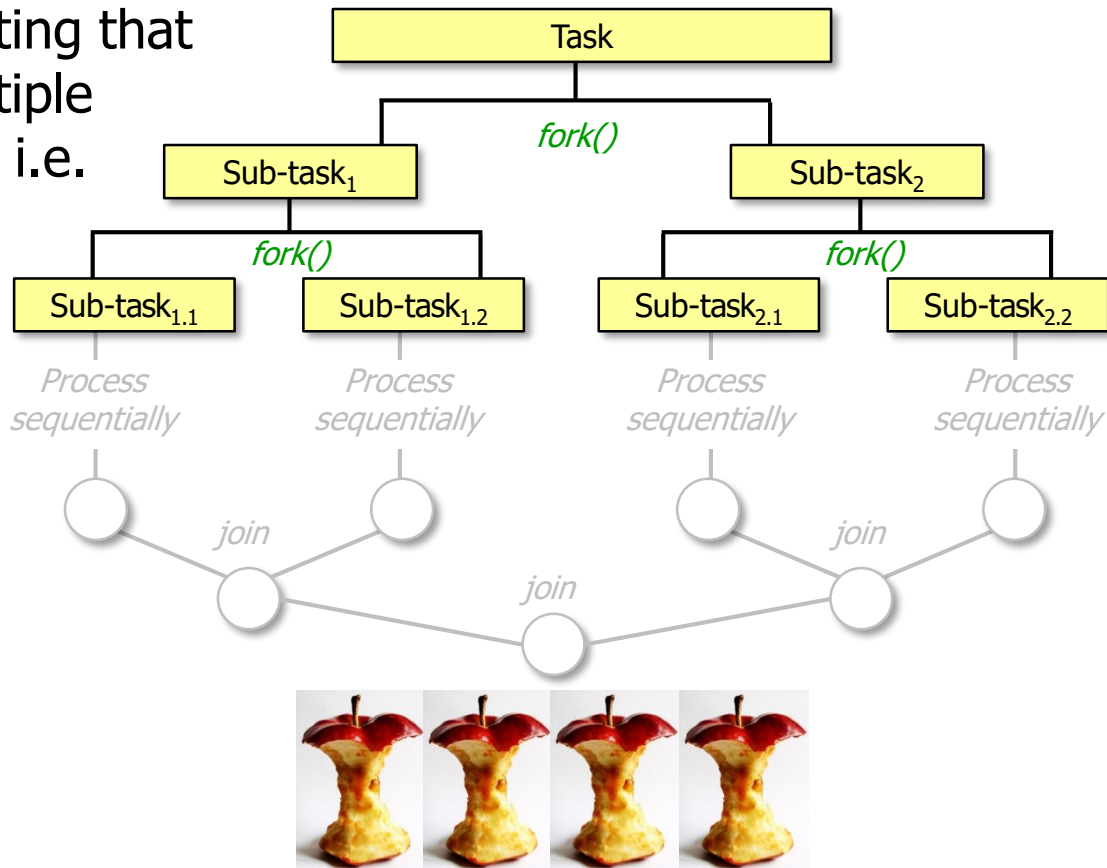 ting that
tiple
i.e.
Task
fork()
Sub-task1
Sub-task2
fork()
fork()
Sub-task1.1
Sub-task1.2
Sub-task2.1
Sub-task2.2
Process
sequentially
Process
sequentially
Process
sequentially
Process
sequentially
join
join
join